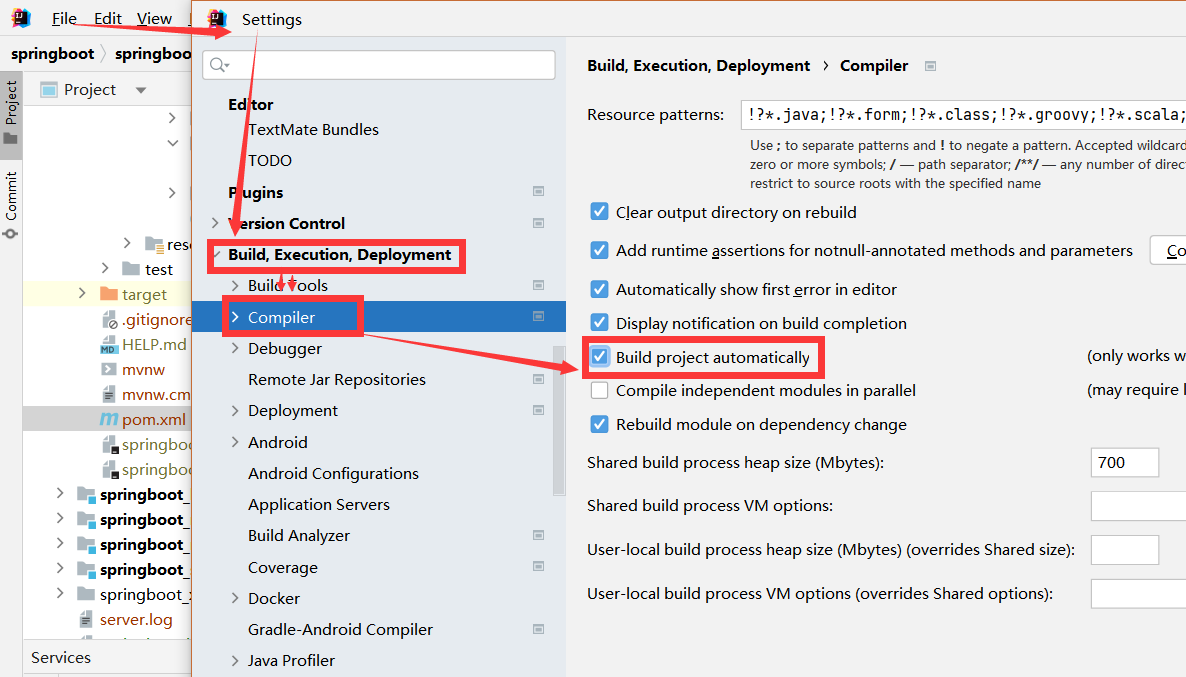 File Edit View
Settings
springboot springboo
Project
Project
Commit
res
test
target
.gitignore
HELP.md
MD
mvnw
mvnw.cm
pom.xml
springboo
springboo
springboot_
springboot_
springboot_
springboot_
springboot_x
server.log
Services
Editor
TextMate Bundles
TODO
Plugins
Version Control
Build, Execution, Deployment
Build Tools
Compiler
Debugger
Remote Jar Repositories
Deployment
Android
Android Configurations
Application Servers
Build Analyzer
Coverage
Docker
Gradle-Android Compiler
Java Profiler
Build, Execution, Deployment › Compiler
Resource patterns: !?*.java;!?*.form;!?*.class;!?*.groovy;!?*.scala;
Use ; to separate patterns and ! to negate a pattern. Accepted wildcard
zero or more symbols; / — path separator; /**/ — any number of direc
restrict to source roots with the specified name
Clear output directory on rebuild
Add runtime assertions for notnull-annotated methods and parameters Co
Automatically show first error in editor
Display notification on build completion
Build project automatically (only works w
Compile independent modules in parallel (may require
Rebuild module on dependency change
Shared build process heap size (Mbytes): 700
Shared build process VM options:
User-local build process heap size (Mbytes) (overrides Shared size):
User-local build process VM options (overrides Shared options):